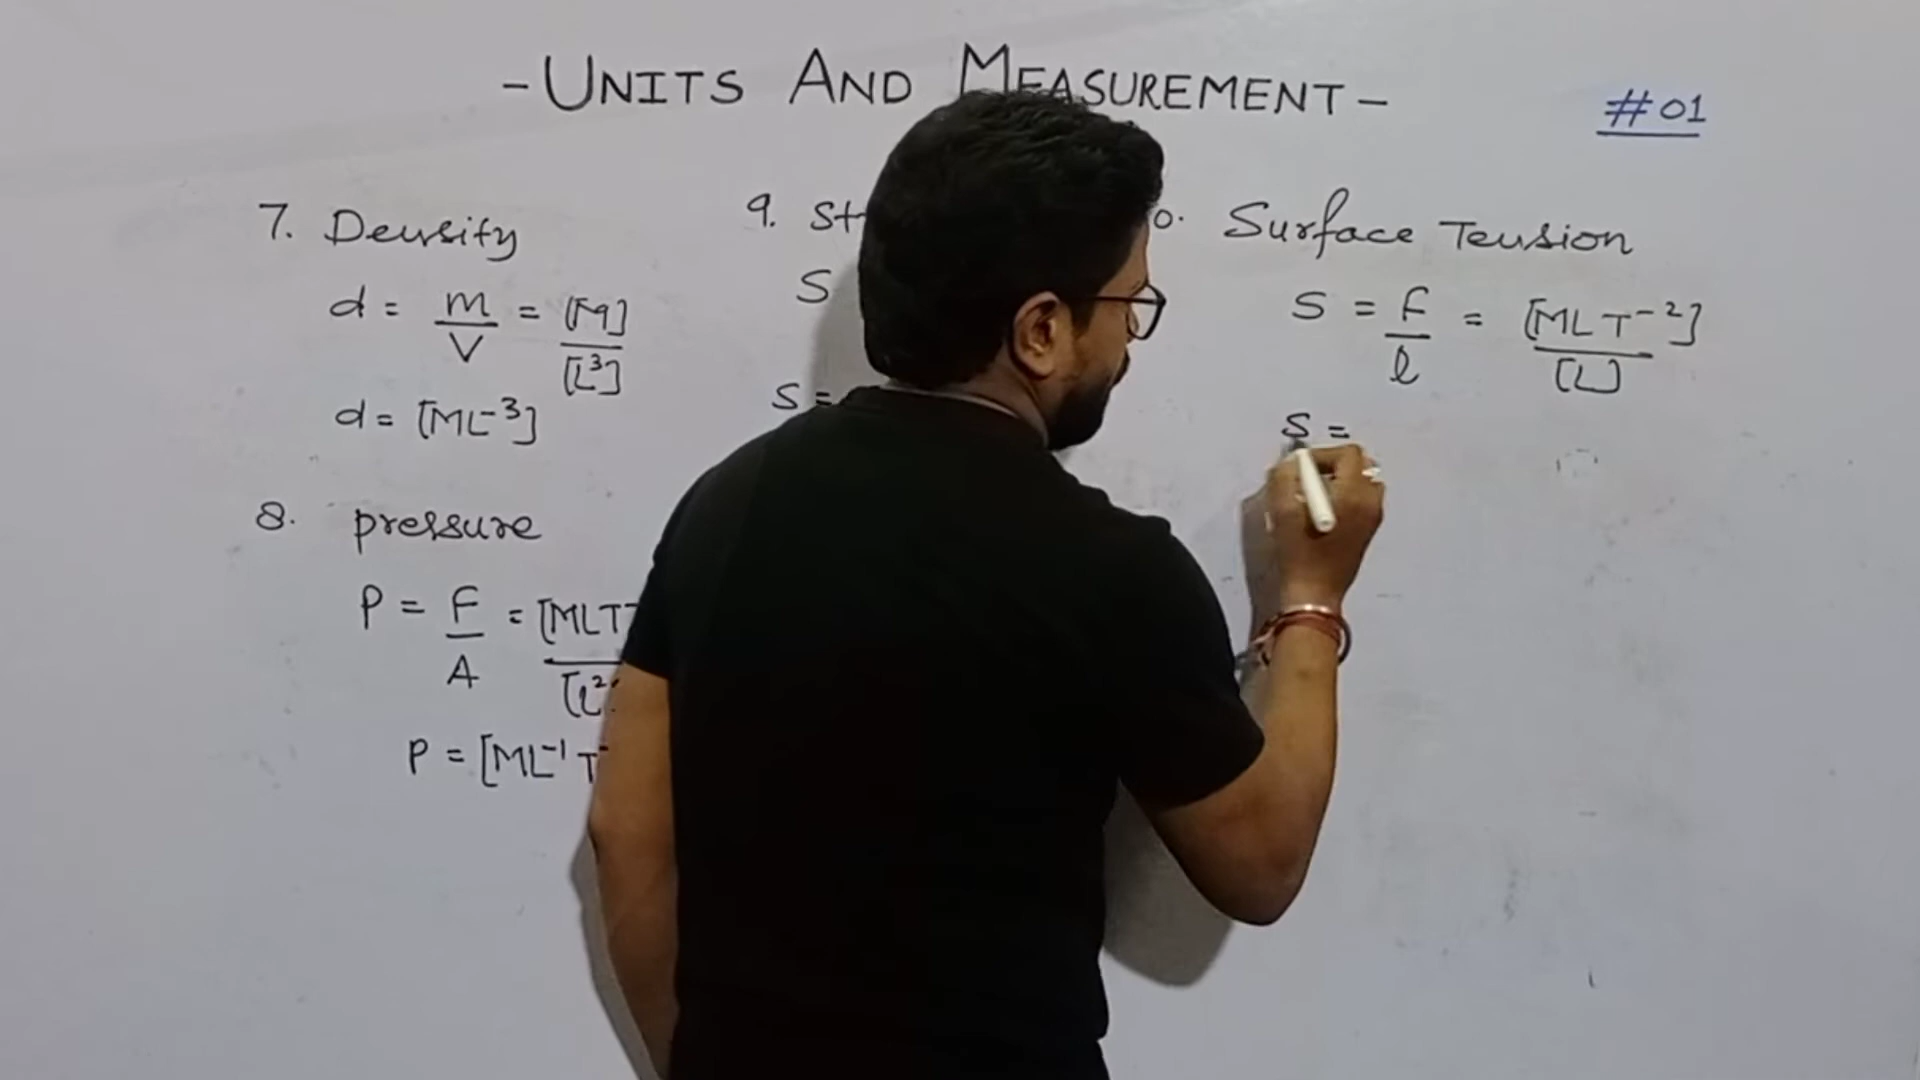 - UNITS AND MEASUREMENT -
#01
7. Density
d = m/V = [M]/[L³]
d = [ML⁻³]
8. pressure
P = F/A = [MLT
[L²
P = [ML⁻¹T⁻
9. St
S
S =
0. Surface Tension
S = F/l = [MLT⁻²]/[L]
S =